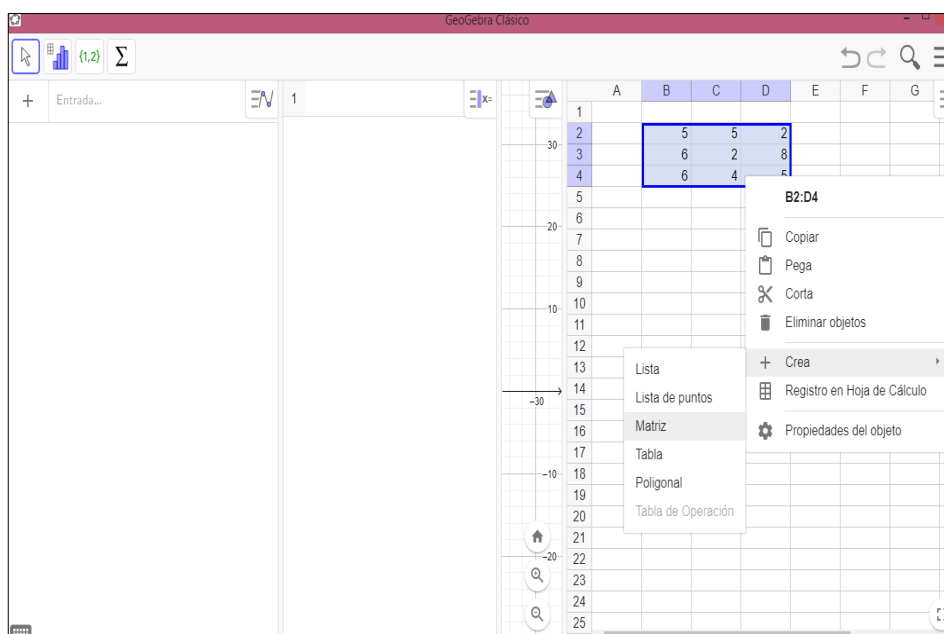 GeoGebra Clásico
{1,2} Σ
+ Entrada...
1
x=
A B C D E F G
1
2 5 5 2
3 6 2 8
4 6 4 5
5
6
7
8
9
10
11
12
13
14
15
16
17
18
19
20
21
22
23
24
25
30
20
10
-30
-10
-20
B2:D4
Copiar
Pega
Corta
Eliminar objetos
+ Crea
Registro en Hoja de Cálculo
Propiedades del objeto
Lista
Lista de puntos
Matriz
Tabla
Poligonal
Tabla de Operación